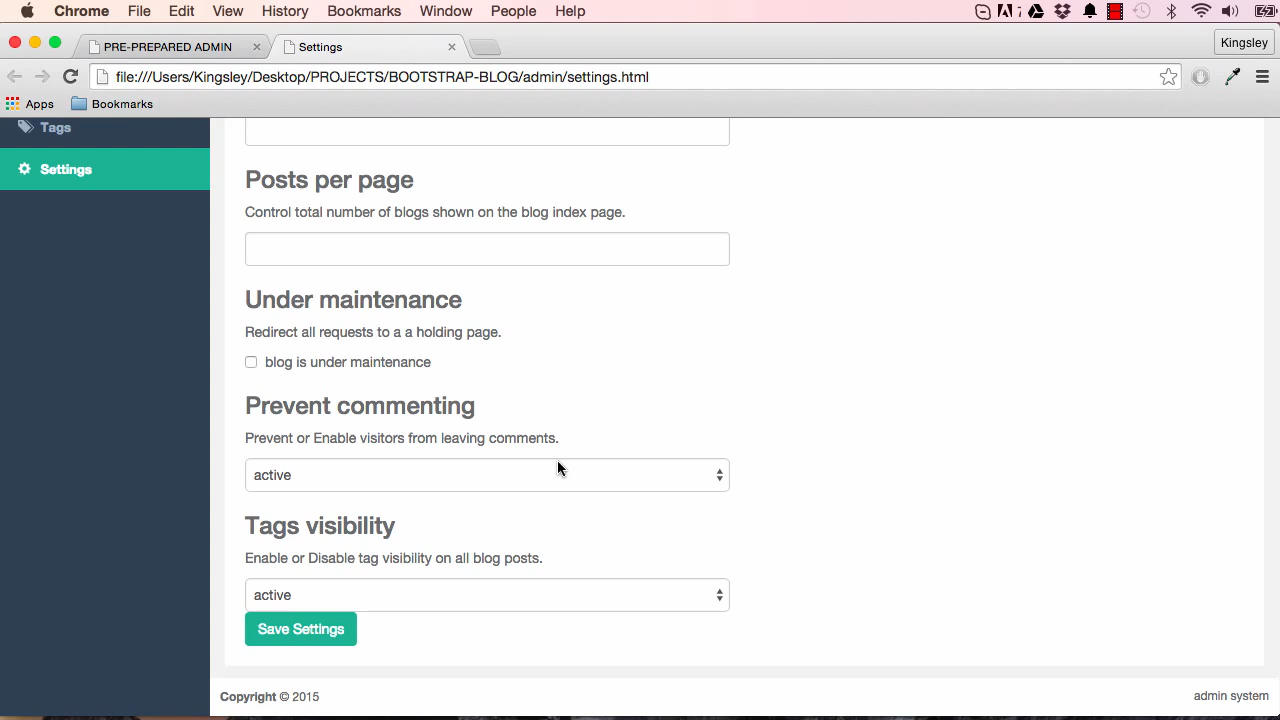 Chrome File Edit View History Bookmarks Window People Help
PRE-PREPARED ADMIN
Settings
Kingsley
file:///Users/Kingsley/Desktop/PROJECTS/BOOTSTRAP-BLOG/admin/settings.html
Apps
Bookmarks
Tags
Settings
Posts per page
Control total number of blogs shown on the blog index page.
Under maintenance
Redirect all requests to a a holding page.
blog is under maintenance
Prevent commenting
Prevent or Enable visitors from leaving comments.
active
Tags visibility
Enable or Disable tag visibility on all blog posts.
active
Save Settings
Copyright © 2015
admin system